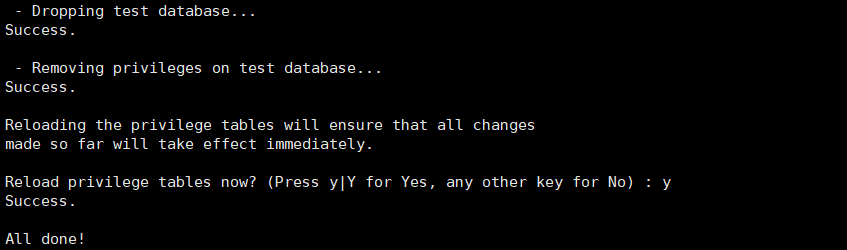 - Dropping test database...
Success.
- Removing privileges on test database...
Success.
Reloading the privilege tables will ensure that all changes
made so far will take effect immediately.
Reload privilege tables now? (Press y|Y for Yes, any other key for No) : y
Success.
All done!